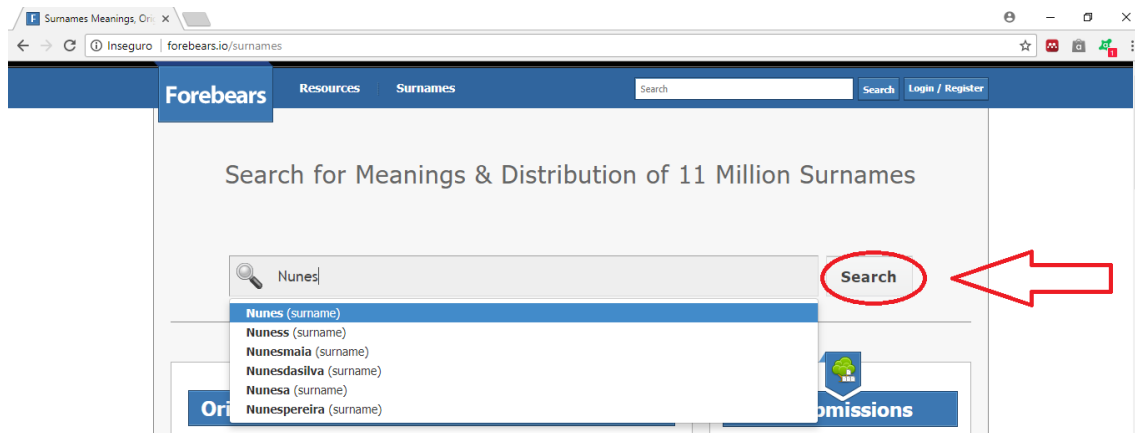 Surnames Meanings, Ori
Inseguro forebears.io/surnames
1
Forebears Resources Surnames Search Search Login / Register
Search for Meanings & Distribution of 11 Million Surnames
Nunes Search
Nunes (surname)
Nuness (surname)
Nunesmaia (surname)
Nunesdasilva (surname)
Nunesa (surname)
Nunespereira (surname)
Ori missions